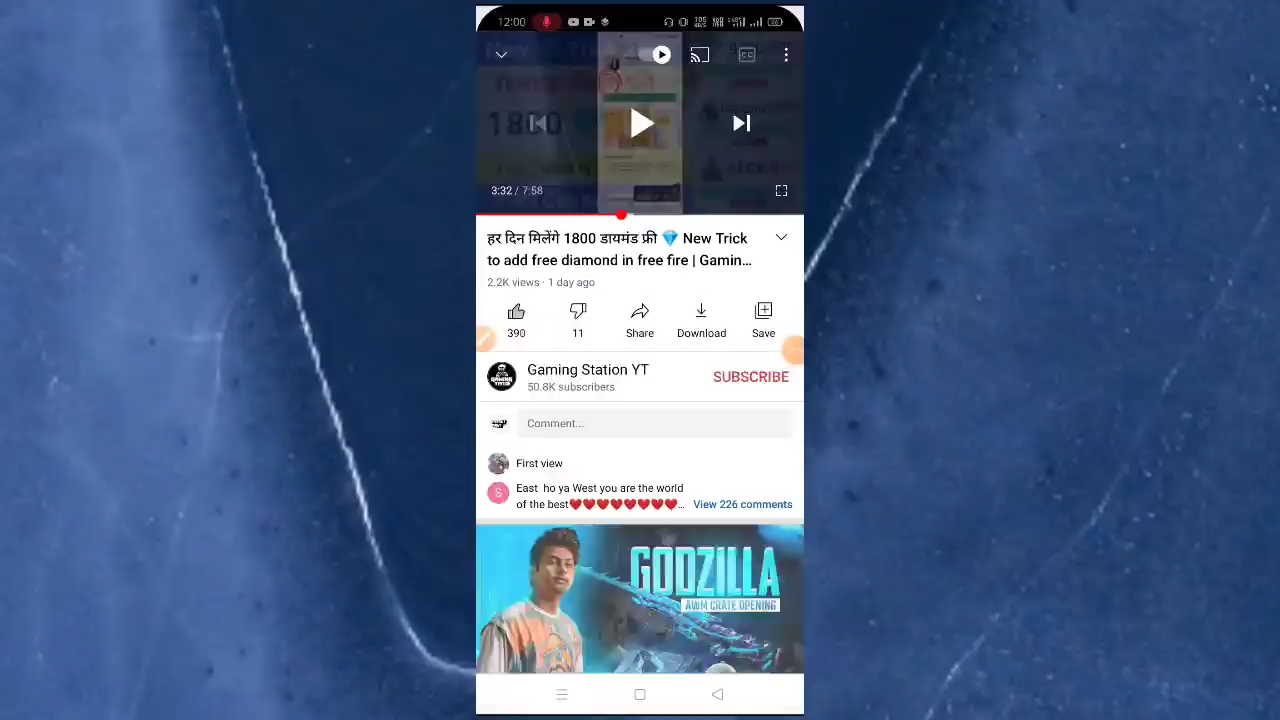 12:00
1800
3:32 / 7:58
हर दिन मिलेंगे 1800 डायमंड फ्री 💎 New Trick
to add free diamond in free fire | Gamin...
2.2K views · 1 day ago
390
11
Share
Download
Save
Gaming Station YT
50.8K subscribers
SUBSCRIBE
Comment...
First view
East ho ya West you are the world
of the best❤️❤️❤️❤️❤️❤️❤️... View 226 comments
GODZILLA
AWM CRATE OPENING